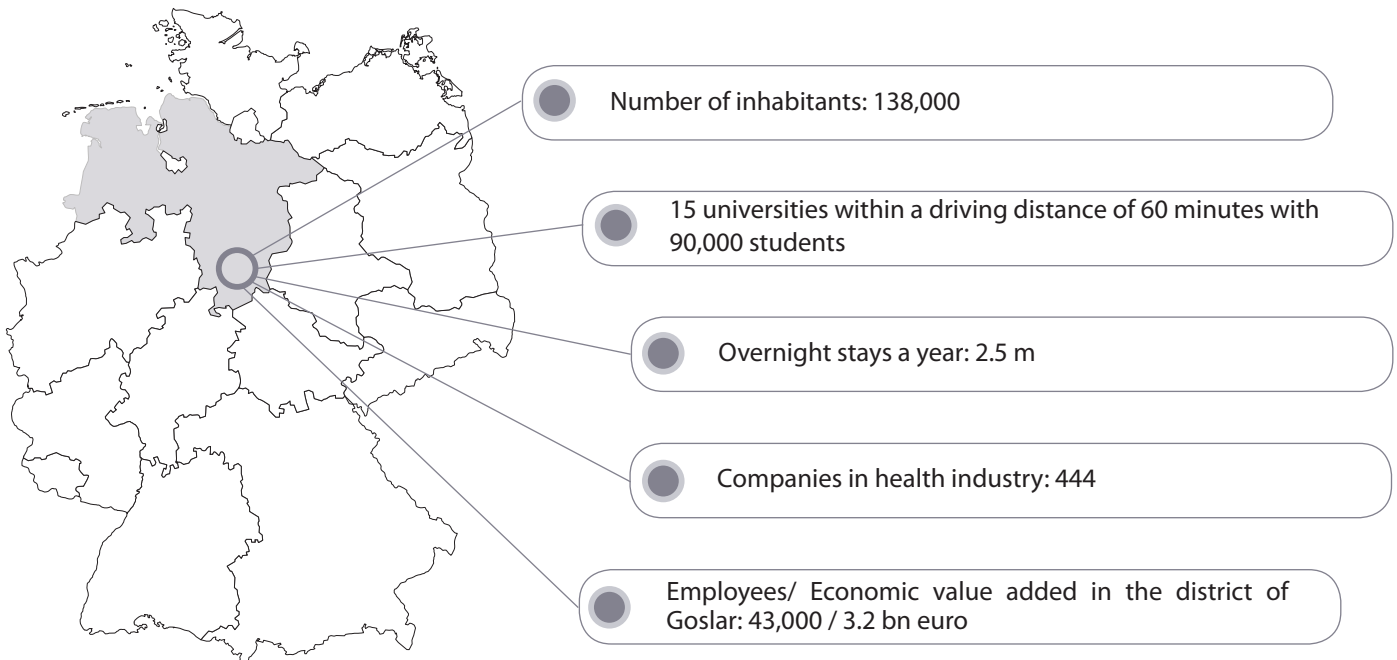 Number of inhabitants: 138,000
15 universities within a driving distance of 60 minutes with
90,000 students
Overnight stays a year: 2.5 m
Companies in health industry: 444
Employees/ Economic value added in the district of
Goslar: 43,000 / 3.2 bn euro